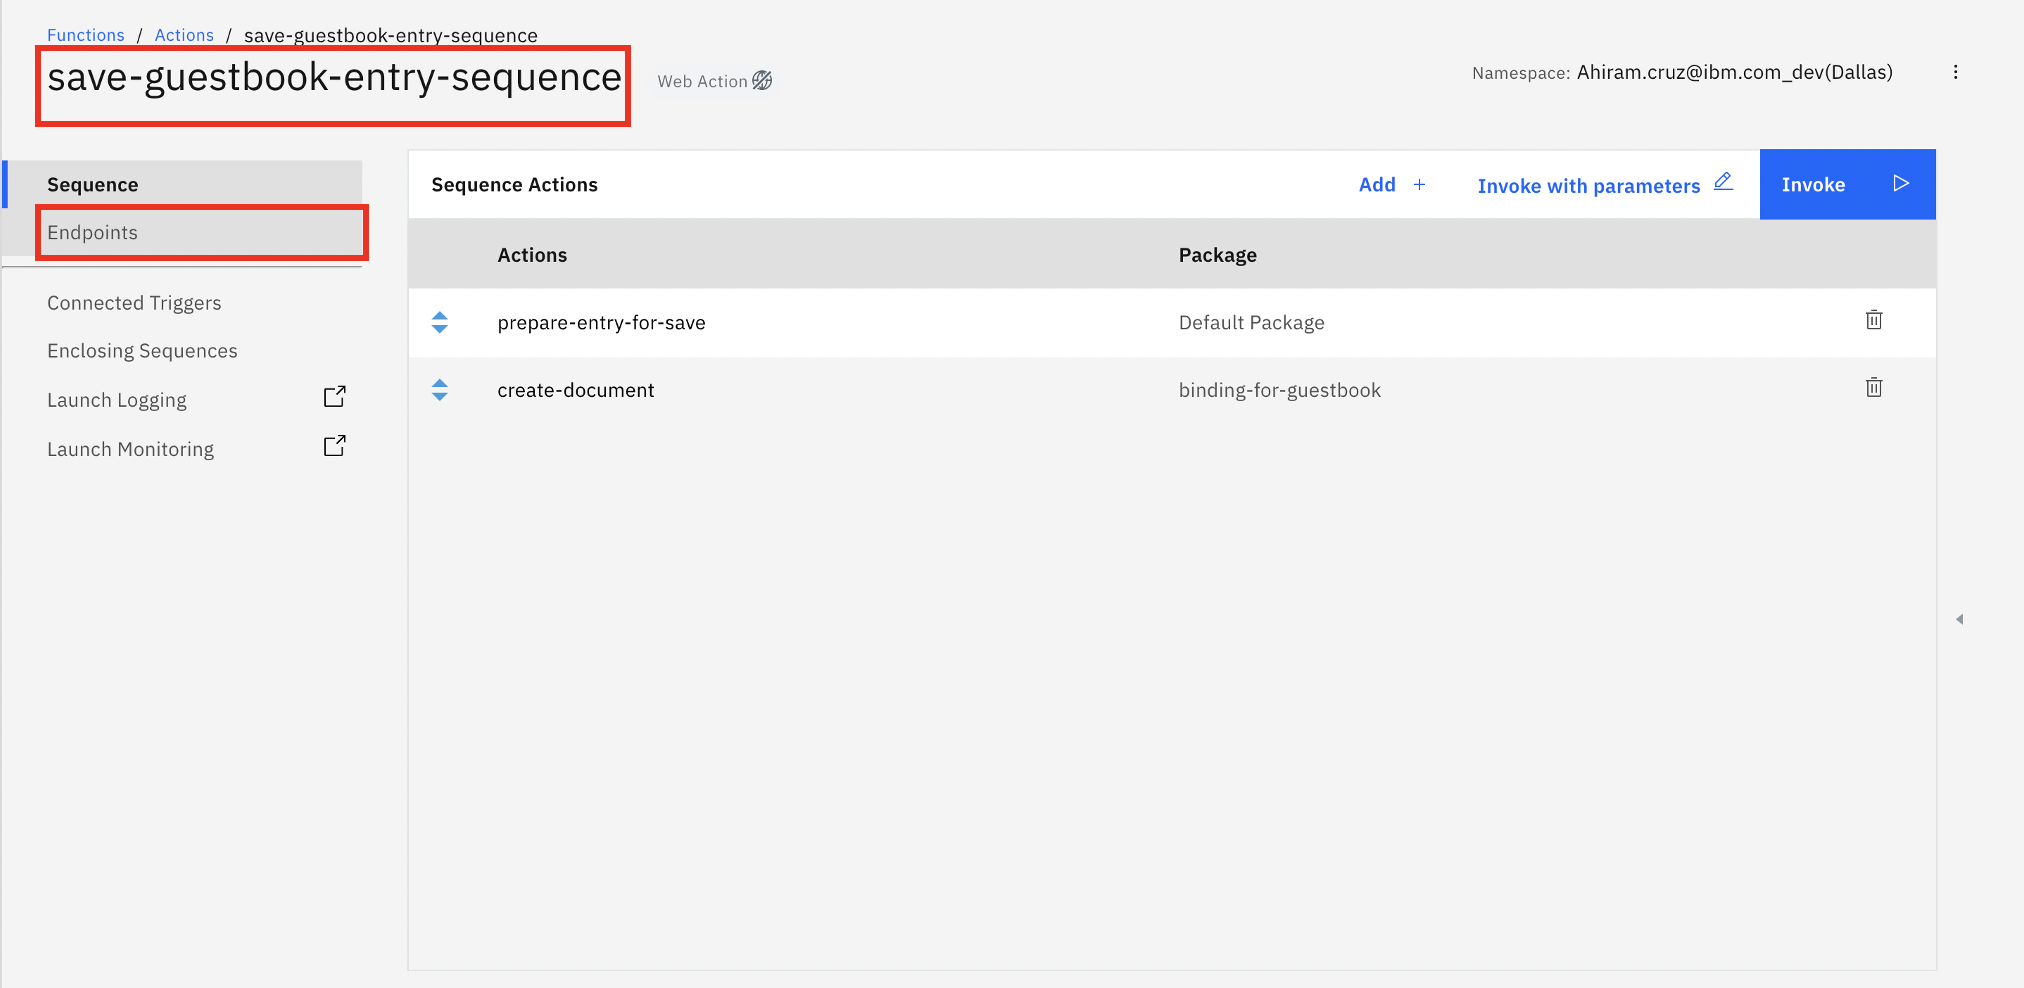 Functions / Actions / save-guestbook-entry-sequence
save-guestbook-entry-sequence
Web Action
Namespace: Ahiram.cruz@ibm.com_dev(Dallas)
Sequence
Endpoints
Connected Triggers
Enclosing Sequences
Launch Logging
Launch Monitoring
Sequence Actions
Add +
Invoke with parameters
Invoke
Actions Package
prepare-entry-for-save Default Package
create-document binding-for-guestbook